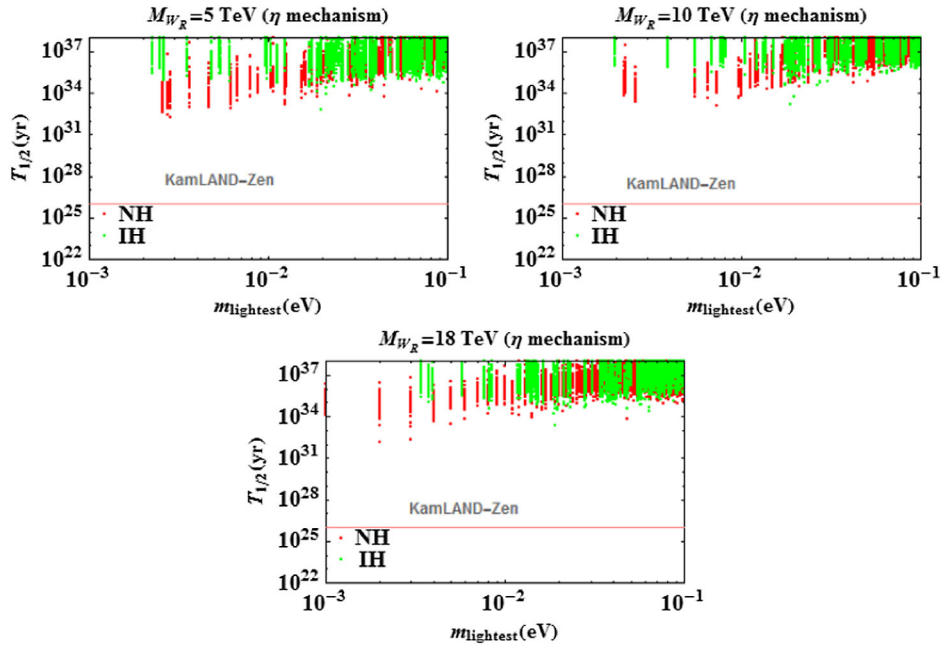 M_{W_R}=5 TeV (η mechanism)
10^37
10^34
10^31
10^28
10^25
10^22
T_{1/2}(yr)
KamLAND–Zen
NH
IH
10^-3 10^-2 10^-1
m_lightest(eV)
M_{W_R}=10 TeV (η mechanism)
10^37
10^34
10^31
10^28
10^25
10^22
T_{1/2}(yr)
KamLAND–Zen
NH
IH
10^-3 10^-2 10^-1
m_lightest(eV)
M_{W_R}=18 TeV (η mechanism)
10^37
10^34
10^31
10^28
10^25
10^22
T_{1/2}(yr)
KamLAND–Zen
NH
IH
10^-3 10^-2 10^-1
m_lightest(eV)